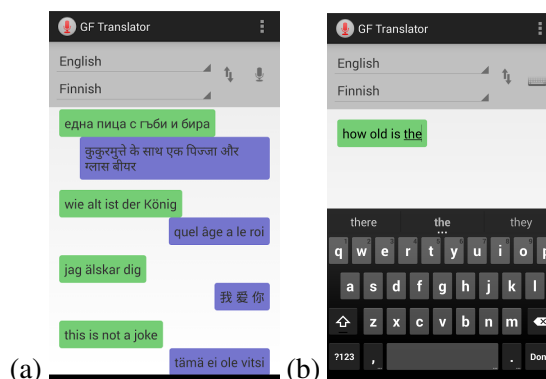 GF Translator
English
Finnish
една пица с гъби и бира
कुकुरमुत्ते के साथ एक पिज्जा और
ग्लास बीयर
wie alt ist der König
quel âge a le roi
jag älskar dig
我 爱 你
this is not a joke
tämä ei ole vitsi
(a)
GF Translator
English
Finnish
how old is the
there the they
q w e r t y u i o p
a s d f g h j k l
z x c v b n m
?123 , . Don
(b)